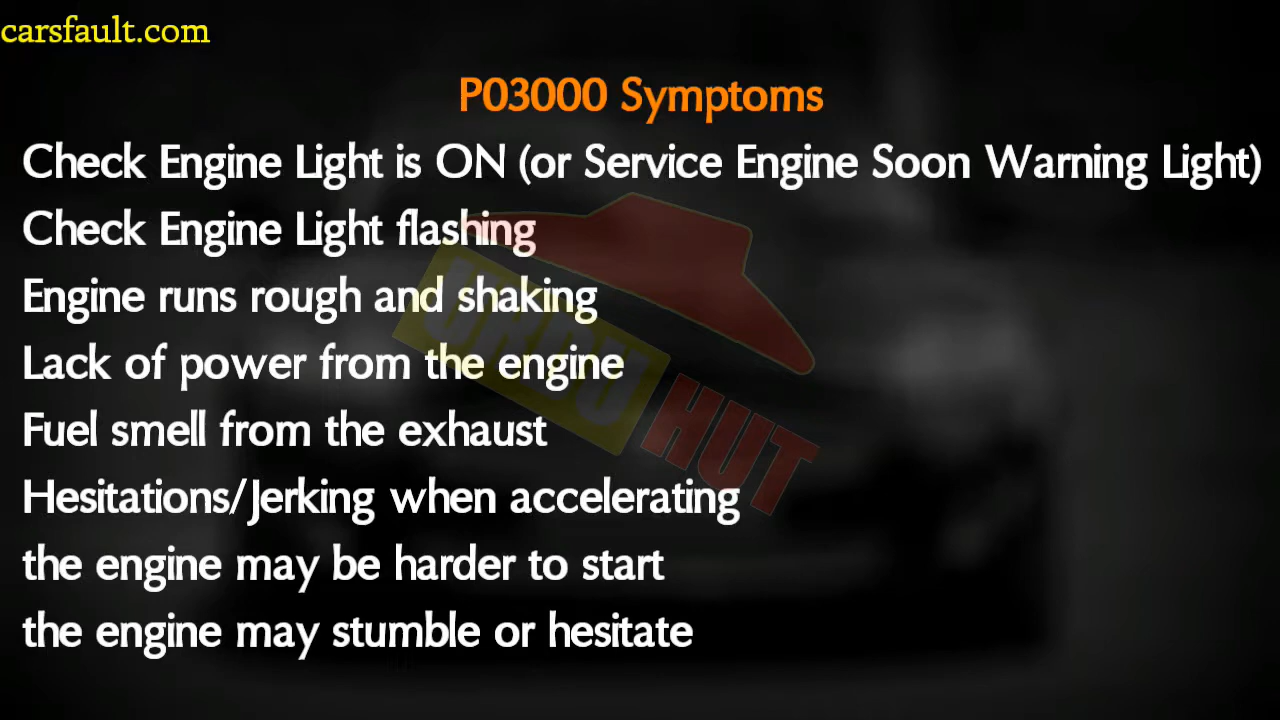 carsfault.com
P03000 Symptoms
Check Engine Light is ON (or Service Engine Soon Warning Light)
Check Engine Light flashing
Engine runs rough and shaking
Lack of power from the engine
Fuel smell from the exhaust
Hesitations/Jerking when accelerating
the engine may be harder to start
the engine may stumble or hesitate
URDU
HUT